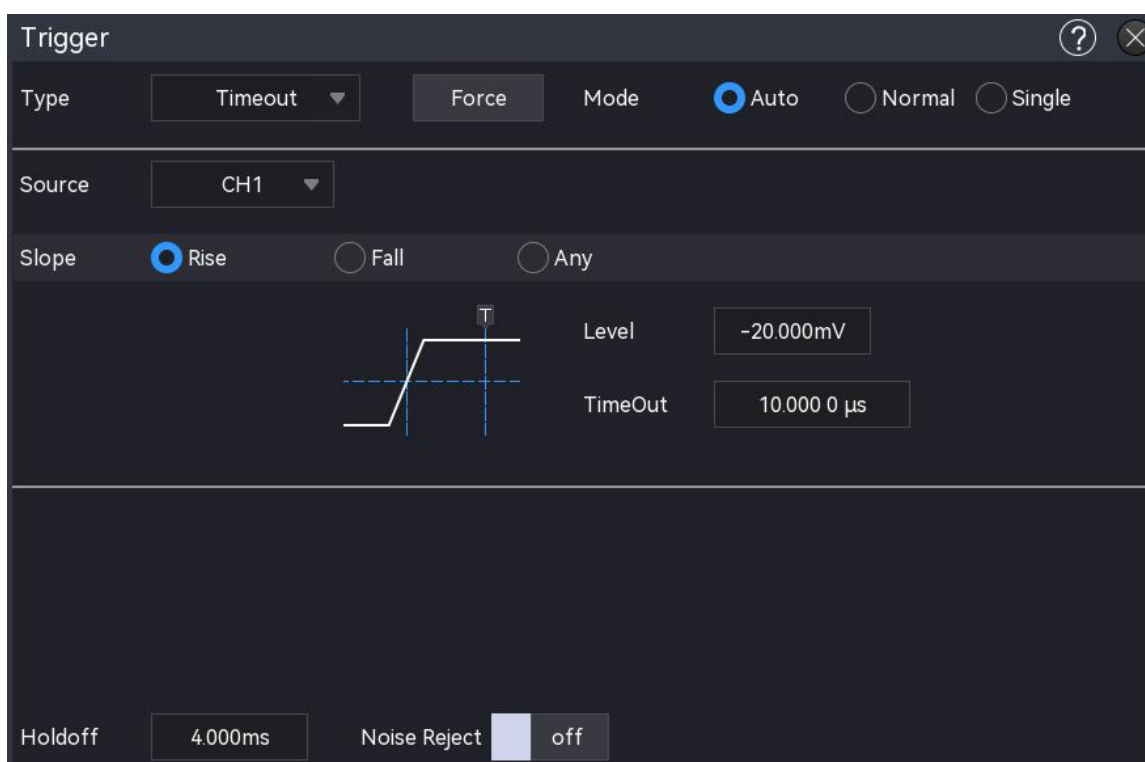 Trigger ?
Type Timeout Force Mode Auto Normal Single
Source CH1
Slope Rise Fall Any
T
Level -20.000mV
TimeOut 10.000 0 µs
Holdoff 4.000ms Noise Reject off